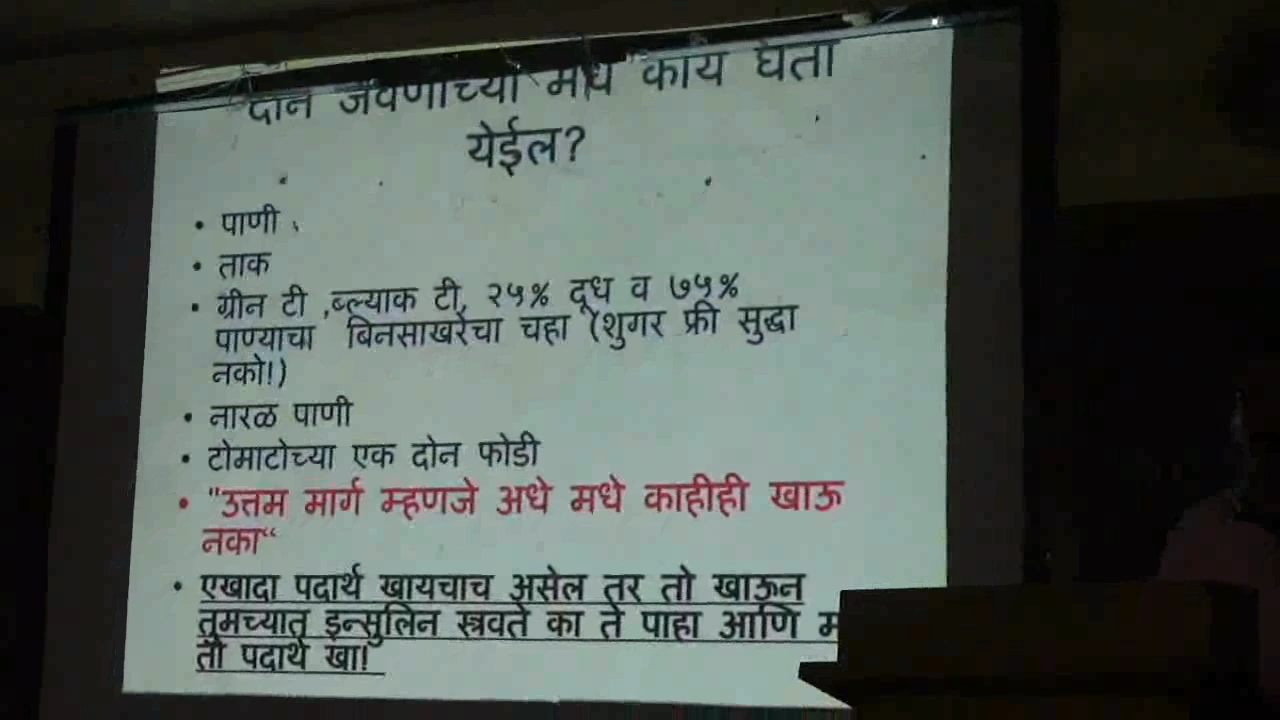 दोन जेवणाच्या मधे काय घेता
येईल?
• पाणी
• ताक
• ग्रीन टी ,ब्ल्याक टी, २५% दूध व ७५%
पाण्याचा बिनसाखरेचा चहा (शुगर फ्री सुद्धा
नको!)
• नारळ पाणी
• टोमाटोच्या एक दोन फोडी
• "उत्तम मार्ग म्हणजे अधे मधे काहीही खाऊ
नका“
• एखादा पदार्थ खायचाच असेल तर तो खाऊन
तुमच्यात इन्सुलिन स्त्रवते का ते पाहा आणि
तो पदार्थ खा!